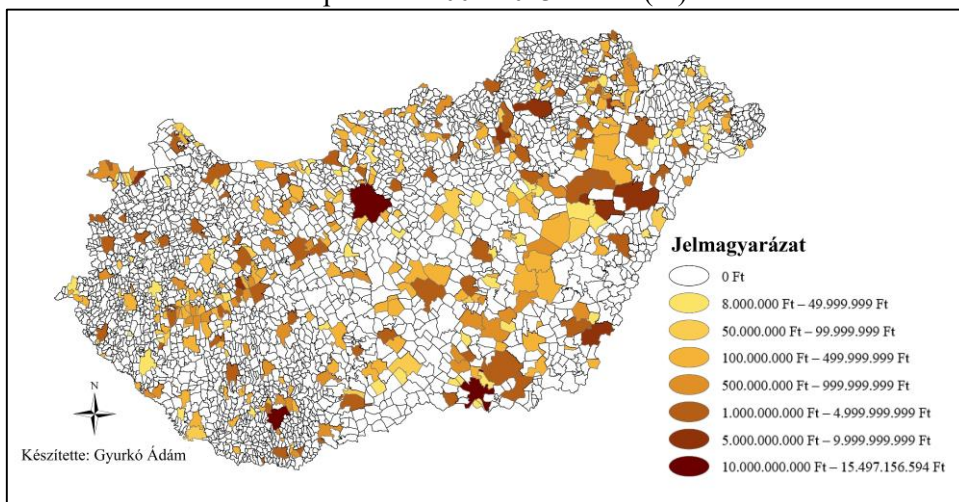 Jelmagyarázat
0 Ft
8.000.000 Ft – 49.999.999 Ft
50.000.000 Ft – 99.999.999 Ft
100.000.000 Ft – 499.999.999 Ft
500.000.000 Ft – 999.999.999 Ft
1.000.000.000 Ft – 4.999.999.999 Ft
5.000.000.000 Ft – 9.999.999.999 Ft
10.000.000.000 Ft – 15.497.156.594 Ft
N
Készítette: Gyurkó Ádám